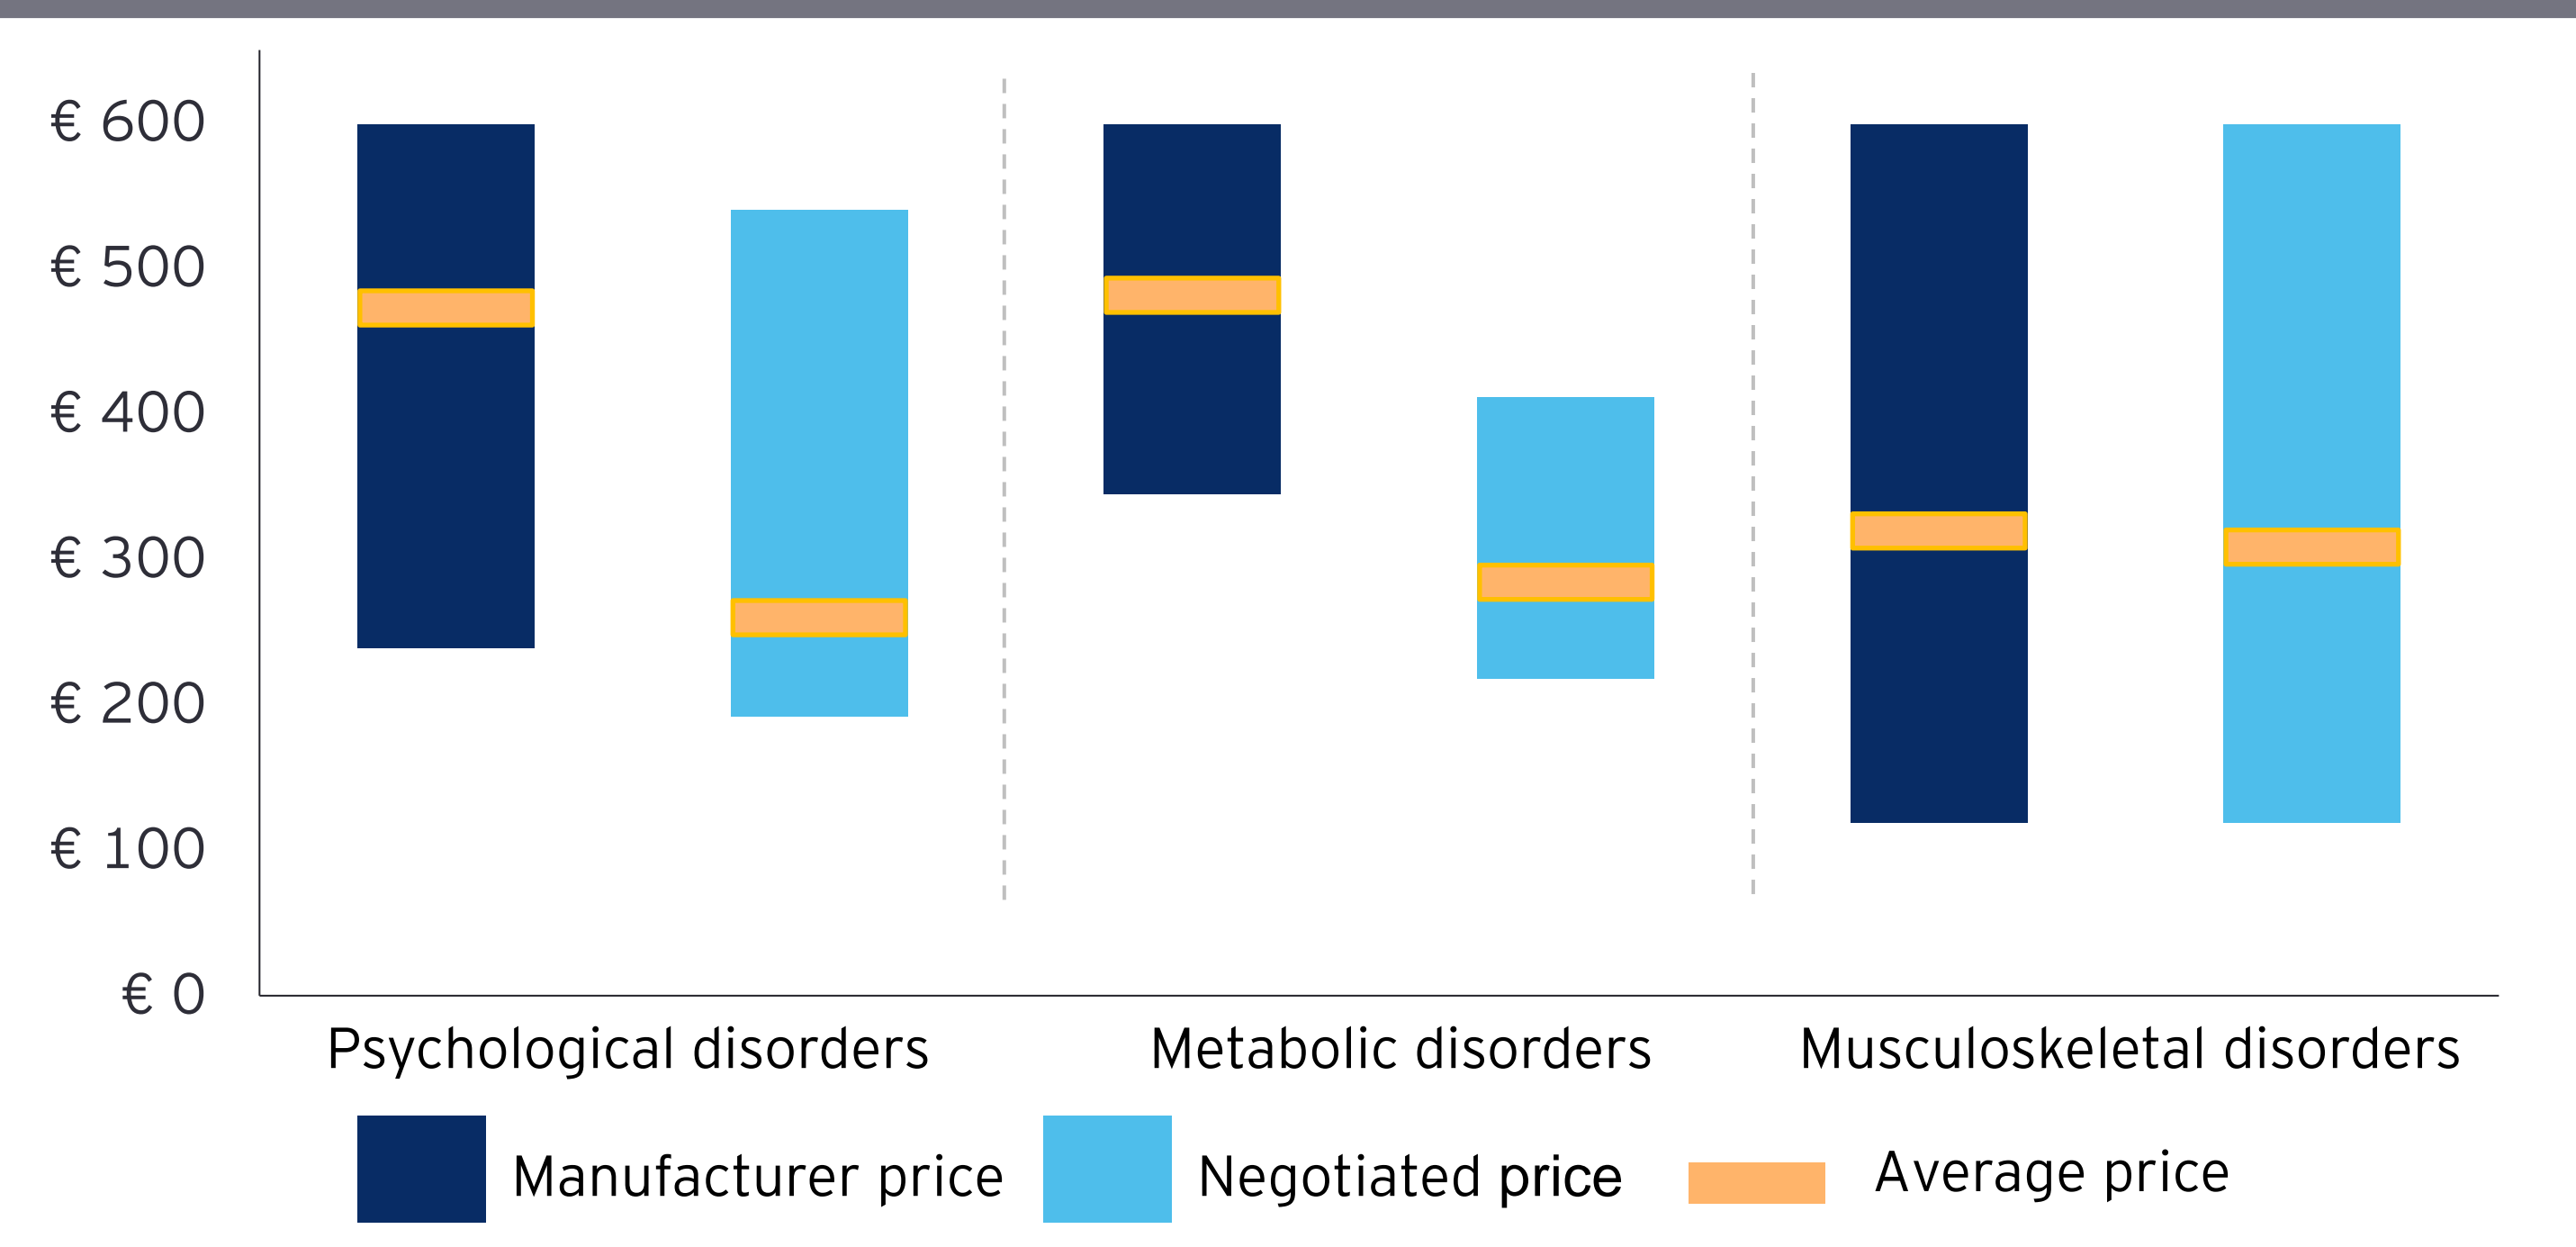 € 600
€ 500
€ 400
€ 300
€ 200
€ 100
€ 0
Psychological disorders
Metabolic disorders
Musculoskeletal disorders
Manufacturer price
Negotiated price
Average price